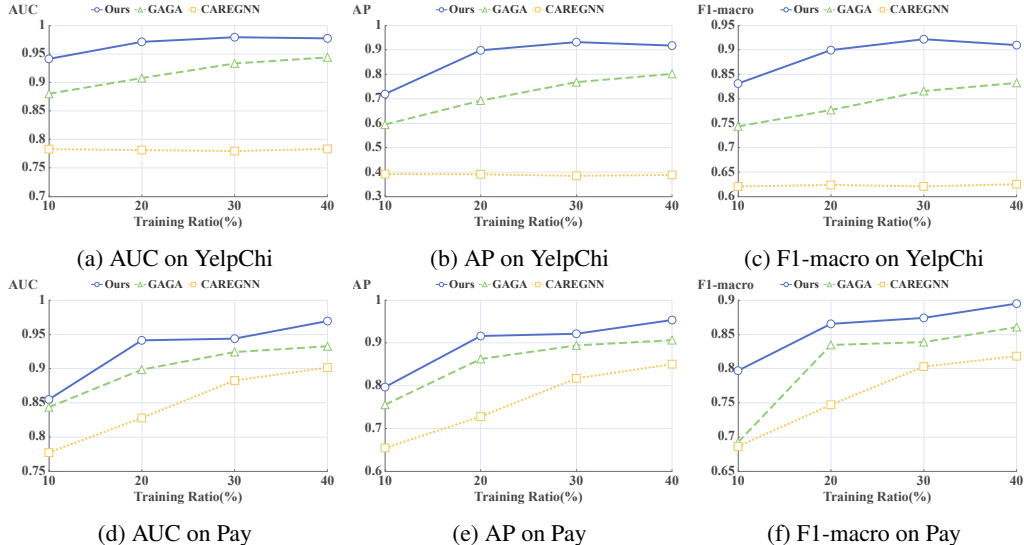 AUC
Ours GAGA CAREGNN
1
0.95
0.9
0.85
0.8
0.75
0.7
10 20 30 40
Training Ratio(%)
(a) AUC on YelpChi
AP
Ours GAGA CAREGNN
1
0.9
0.8
0.7
0.6
0.5
0.4
0.3
10 20 30 40
Training Ratio(%)
(b) AP on YelpChi
F1-macro
Ours GAGA CAREGNN
0.95
0.9
0.85
0.8
0.75
0.7
0.65
0.6
10 20 30 40
Training Ratio(%)
(c) F1-macro on YelpChi
AUC
Ours GAGA CAREGNN
1
0.95
0.9
0.85
0.8
0.75
10 20 30 40
Training Ratio(%)
(d) AUC on Pay
AP
Ours GAGA CAREGNN
1
0.9
0.8
0.7
0.6
10 20 30 40
Training Ratio(%)
(e) AP on Pay
F1-macro
Ours GAGA CAREGNN
0.9
0.85
0.8
0.75
0.7
0.65
10 20 30 40
Training Ratio(%)
(f) F1-macro on Pay